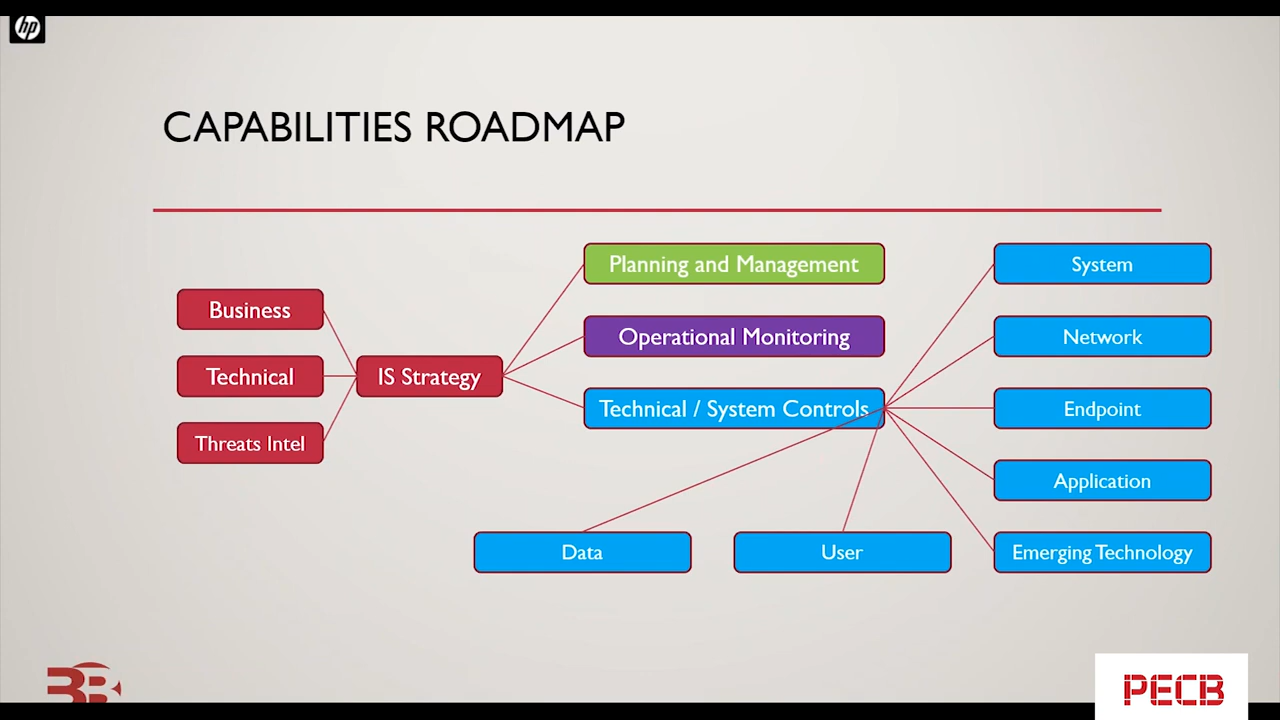 hp
CAPABILITIES ROADMAP
Planning and Management
System
Business
Operational Monitoring
Network
Technical
IS Strategy
Technical / System Controls
Endpoint
Threats Intel
Application
Data
User
Emerging Technology
PECB